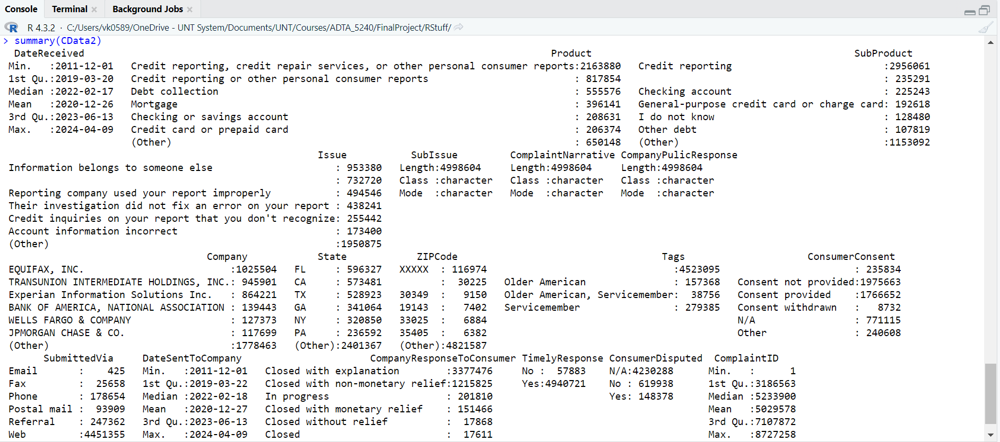 Console Terminal Background Jobs
R 4.3.2 · C:/Users/vk0589/OneDrive - UNT System/Documents/UNT/Courses/ADTA_5240/FinalProject/RStuff/
> summary(CData2)
DateReceived Product SubProduct
Min. :2011-12-01 Credit reporting, credit repair services, or other personal consumer reports:2163880 Credit reporting :2956061
1st Qu.:2019-03-20 Credit reporting or other personal consumer reports : 817854 : 235291
Median :2022-02-17 Debt collection : 555576 Checking account : 225243
Mean :2020-12-26 Mortgage : 396141 General-purpose credit card or charge card: 192618
3rd Qu.:2023-06-13 Checking or savings account : 208631 I do not know : 128480
Max. :2024-04-09 Credit card or prepaid card : 206374 Other debt : 107819
(Other) : 650148 (Other) :1153092
Issue SubIssue ComplaintNarrative CompanyPulicResponse
Information belongs to someone else : 953380 Length:4998604 Length:4998604 Length:4998604
: 732720 Class :character Class :character Class :character
Reporting company used your report improperly : 494546 Mode :character Mode :character Mode :character
Their investigation did not fix an error on your report : 438241
Credit inquiries on your report that you don't recognize: 255442
Account information incorrect : 173400
(Other) :1950875
Company State ZIPCode Tags ConsumerConsent
EQUIFAX, INC. :1025504 FL : 596327 XXXXX : 116974 :4523095 : 235834
TRANSUNION INTERMEDIATE HOLDINGS, INC.: 945901 CA : 573481 : 30225 Older American : 157368 Consent not provided:1975663
Experian Information Solutions Inc. : 864221 TX : 528923 30349 : 9150 Older American, Servicemember: 38756 Consent provided :1766652
BANK OF AMERICA, NATIONAL ASSOCIATION : 139443 GA : 341064 19143 : 7402 Servicemember : 279385 Consent withdrawn : 8732
WELLS FARGO & COMPANY : 127373 NY : 320850 33025 : 6884 N/A : 771115
JPMORGAN CHASE & CO. : 117699 PA : 236592 35405 : 6382 Other : 240608
(Other) :1778463 (Other):2401367 (Other):4821587
SubmittedVia DateSentToCompany CompanyResponseToConsumer TimelyResponse ConsumerDisputed ComplaintID
Email : 425 Min. :2011-12-01 Closed with explanation :3377476 No : 57883 N/A:4230288 Min. : 1
Fax : 25658 1st Qu.:2019-03-22 Closed with non-monetary relief:1215825 Yes:4940721 No : 619938 1st Qu.:3186563
Phone : 178654 Median :2022-02-18 In progress : 201810 Yes: 148378 Median :5233900
Postal mail : 93909 Mean :2020-12-27 Closed with monetary relief : 151466 Mean :5029578
Referral : 247362 3rd Qu.:2023-06-13 Closed without relief : 17868 3rd Qu.:7107872
Web :4451355 Max. :2024-04-09 Closed : 17611 Max. :8727258